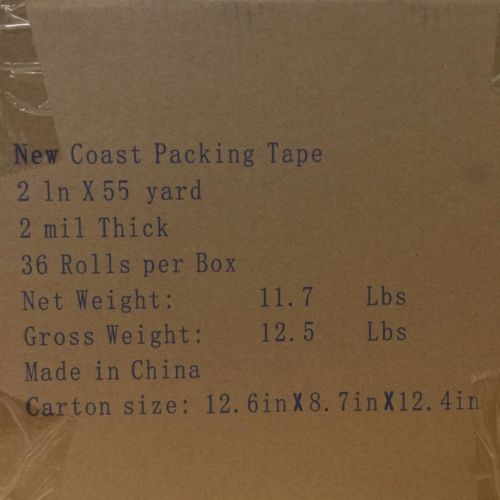 New Coast Packing Tape
2 ln X 55 yard
2 mil Thick
36 Rolls per Box
Net Weight: 11.7 Lbs
Gross Weight: 12.5 Lbs
Made in China
Carton size: 12.6inX8.7inX12.4in